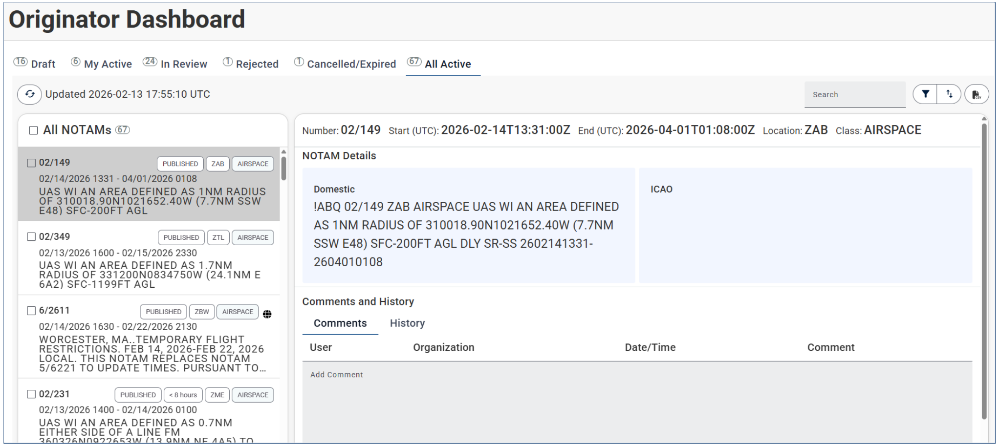 Originator Dashboard
16 Draft 6 My Active 24 In Review 1 Rejected 1 Cancelled/Expired 67 All Active
Updated 2026-02-13 17:55:10 UTC
Search
CSV
All NOTAMs 67
02/149 PUBLISHED ZAB AIRSPACE
02/14/2026 1331 - 04/01/2026 0108
UAS WI AN AREA DEFINED AS 1NM RADIUS
OF 310018.90N1021652.40W (7.7NM SSW
E48) SFC-200FT AGL
02/349 PUBLISHED ZTL AIRSPACE
02/13/2026 1600 - 02/15/2026 2330
UAS WI AN AREA DEFINED AS 1.7NM
RADIUS OF 331200N0834750W (24.1NM E
6A2) SFC-1199FT AGL
6/2611 PUBLISHED ZBW AIRSPACE
02/14/2026 1630 - 02/22/2026 2130
WORCESTER, MA..TEMPORARY FLIGHT
RESTRICTIONS. FEB 14, 2026-FEB 22, 2026
LOCAL. THIS NOTAM REPLACES NOTAM
5/6221 TO UPDATE TIMES. PURSUANT TO...
02/231 PUBLISHED < 8 hours ZME AIRSPACE
02/13/2026 1400 - 02/14/2026 0100
UAS WI AN AREA DEFINED AS 0.7NM
EITHER SIDE OF A LINE FM
360326N0922653W (13.9NM NE 4A5) TO
Number: 02/149 Start (UTC): 2026-02-14T13:31:00Z End (UTC): 2026-04-01T01:08:00Z Location: ZAB Class: AIRSPACE
NOTAM Details
Domestic
!ABQ 02/149 ZAB AIRSPACE UAS WI AN AREA DEFINED
AS 1NM RADIUS OF 310018.90N1021652.40W (7.7NM
SSW E48) SFC-200FT AGL DLY SR-SS 2602141331-
2604010108
ICAO
Comments and History
Comments History
User Organization Date/Time Comment
Add Comment